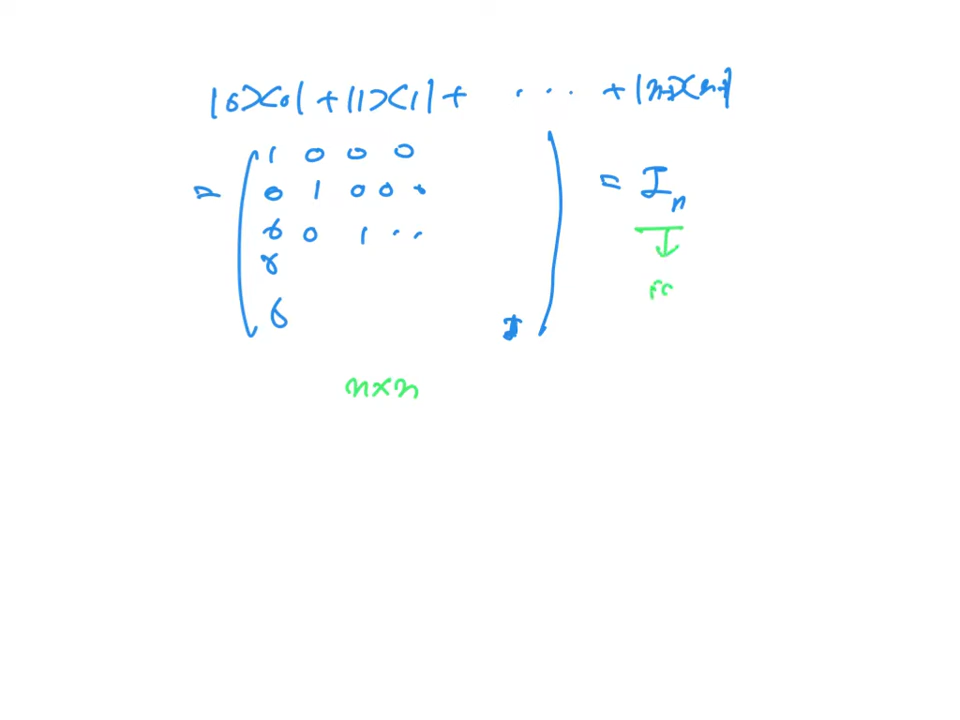 |0><0| + |1><1| + ... + |n-1><n-1|
= ( 1 0 0 0
0 1 0 0 .
0 0 1 . .
0
0 1 ) = I_n
n×n